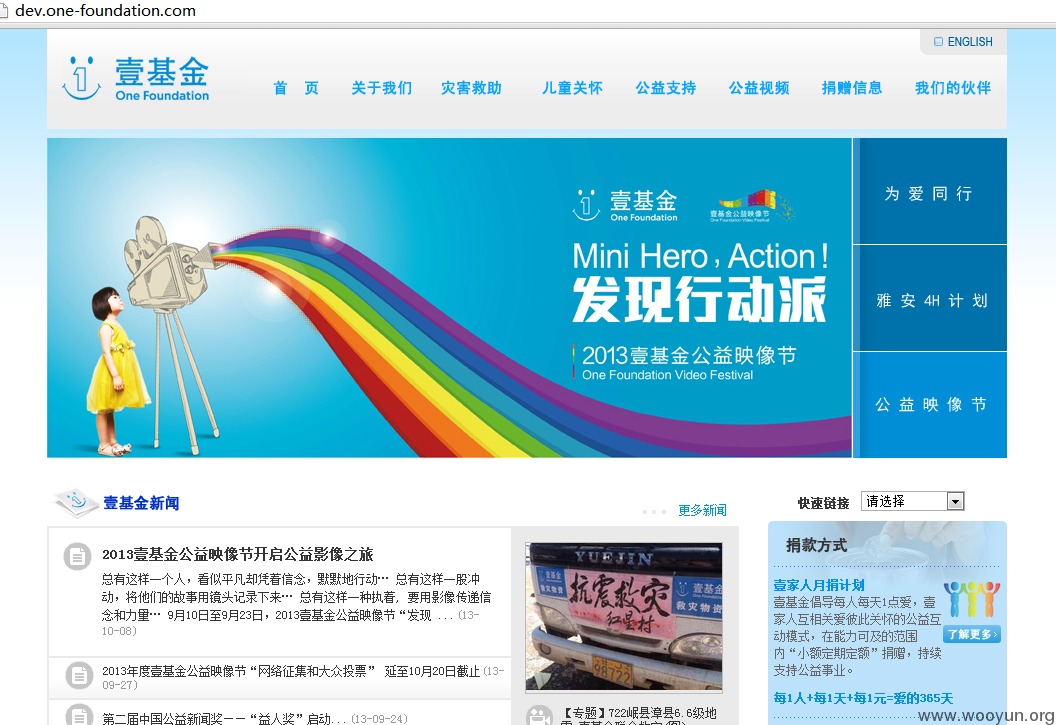 dev.one-foundation.com
ENGLISH
壹基金
One Foundation
首 页 关于我们 灾害救助 儿童关怀 公益支持 公益视频 捐赠信息 我们的伙伴
壹基金
One Foundation
壹基金公益映像节
One Foundation Video Festival
Mini Hero, Action!
发现行动派
2013壹基金公益映像节
One Foundation Video Festival
为爱同行
雅安4H计划
公益映像节
壹基金新闻
更多新闻
快速链接 请选择
2013壹基金公益映像节开启公益影像之旅
总有这样一个人，看似平凡却凭着信念，默默地行动… 总有这样一股冲
动，将他们的故事用镜头记录下来… 总有这样一种执着，要用影像传递信
念和力量… 9月10日至9月23日，2013壹基金公益映像节“发现 ... (13-
10-08)
2013年度壹基金公益映像节“网络征集和大众投票” 延至10月20日截止 (13-
09-27)
第二届中国公益新闻奖——“益人奖”启动... (13-09-24)
YUEJIN
抗震救灾
红星村
壹基金
救灾物资
【专题】722岷县漳县6.6级地
捐款方式
壹家人月捐计划
壹基金倡导每人每天1点爱，壹
家人互相关爱彼此关怀的公益互
动模式，在能力可及的范围
内“小额定期定额”捐赠，持续
支持公益事业。
了解更多
每1人+每1天+每1元=爱的365天
www.wooyun.org